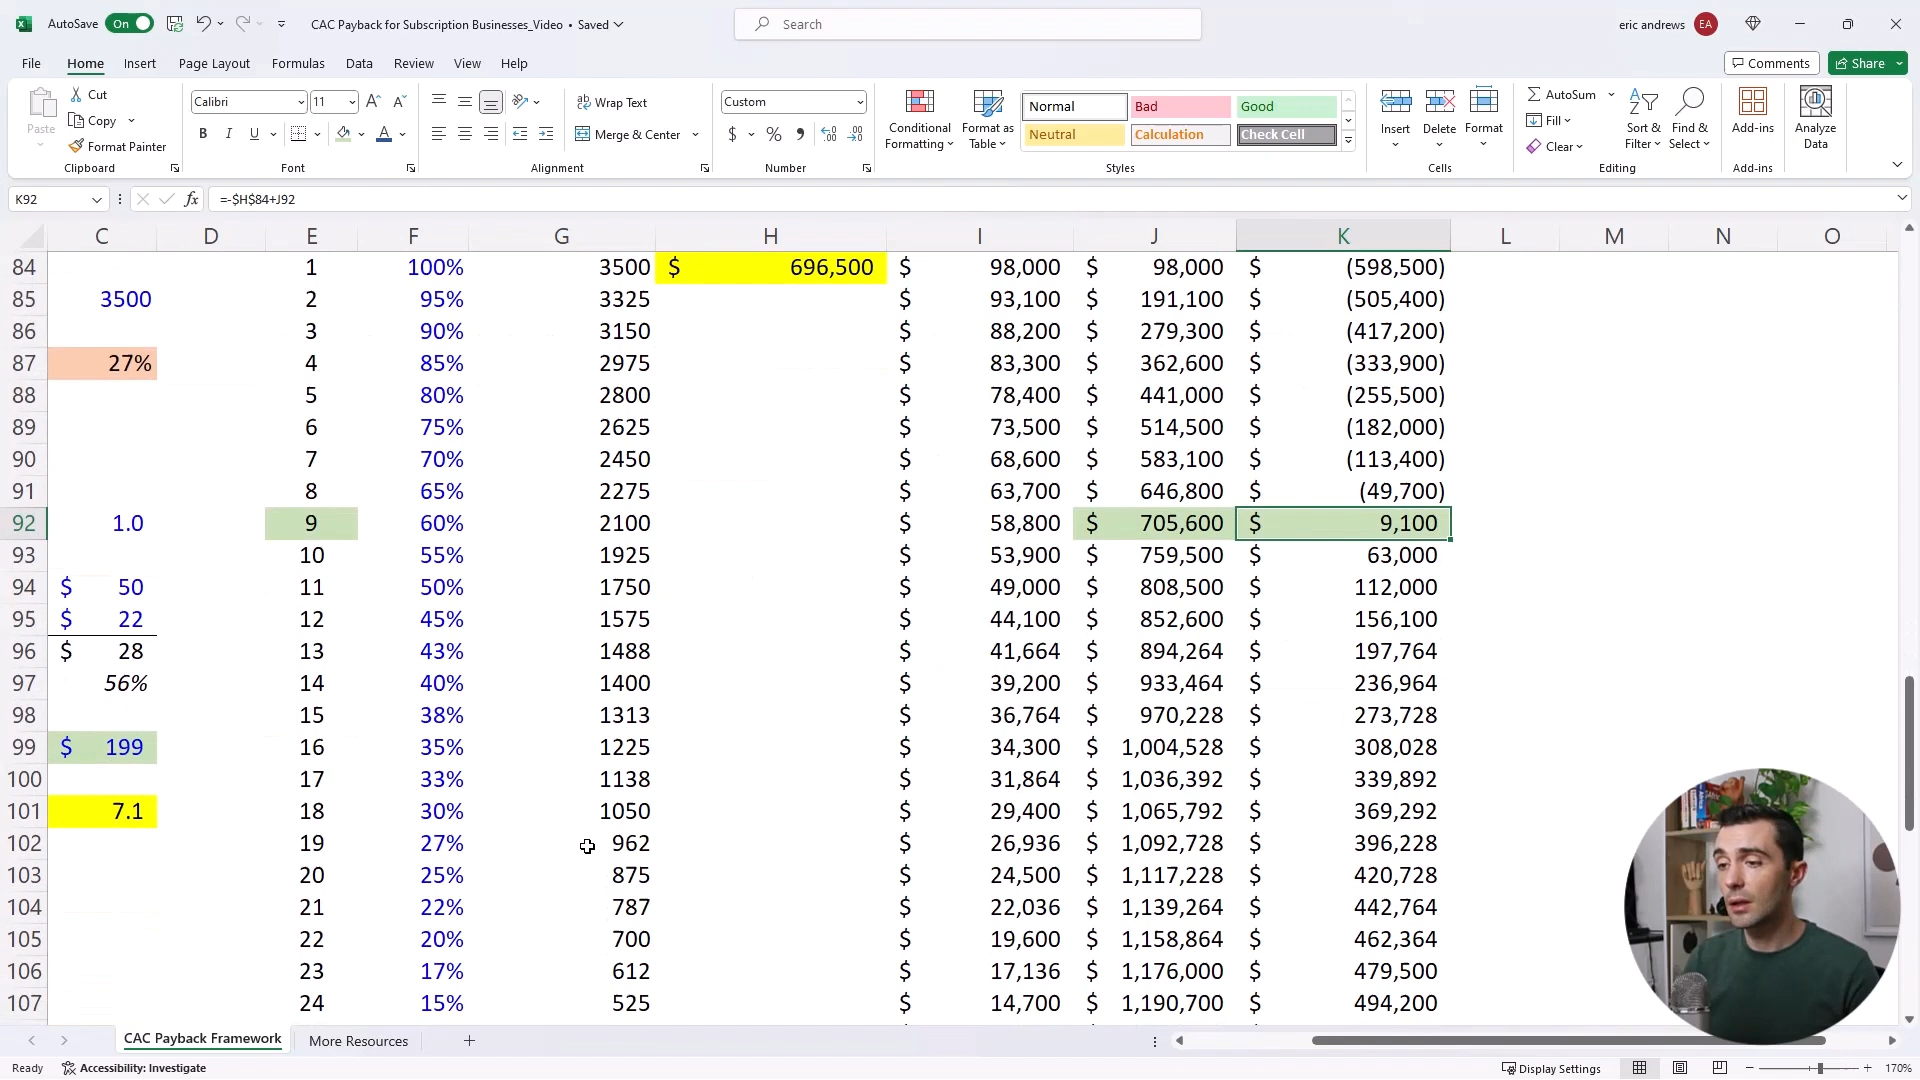 AutoSave On CAC Payback for Subscription Businesses_Video • Saved Search eric andrews EA
File Home Insert Page Layout Formulas Data Review View Help Comments Share
Paste Cut Copy Format Painter Clipboard
Calibri 11 B I U Font
Wrap Text Merge & Center Alignment
Custom $ % Number
Conditional Formatting Format as Table Normal Bad Good Neutral Calculation Check Cell Styles
Insert Delete Format Cells
AutoSum Fill Clear Sort & Filter Find & Select Editing
Add-ins Add-ins
Analyze Data
K92 fx =-$H$84+J92
C D E F G H I J K L M N O
84 1 100% 3500 $ 696,500 $ 98,000 $ 98,000 $ (598,500)
85 3500 2 95% 3325 $ 93,100 $ 191,100 $ (505,400)
86 3 90% 3150 $ 88,200 $ 279,300 $ (417,200)
87 27% 4 85% 2975 $ 83,300 $ 362,600 $ (333,900)
88 5 80% 2800 $ 78,400 $ 441,000 $ (255,500)
89 6 75% 2625 $ 73,500 $ 514,500 $ (182,000)
90 7 70% 2450 $ 68,600 $ 583,100 $ (113,400)
91 8 65% 2275 $ 63,700 $ 646,800 $ (49,700)
92 1.0 9 60% 2100 $ 58,800 $ 705,600 $ 9,100
93 10 55% 1925 $ 53,900 $ 759,500 $ 63,000
94 $ 50 11 50% 1750 $ 49,000 $ 808,500 $ 112,000
95 $ 22 12 45% 1575 $ 44,100 $ 852,600 $ 156,100
96 $ 28 13 43% 1488 $ 41,664 $ 894,264 $ 197,764
97 56% 14 40% 1400 $ 39,200 $ 933,464 $ 236,964
98 15 38% 1313 $ 36,764 $ 970,228 $ 273,728
99 $ 199 16 35% 1225 $ 34,300 $ 1,004,528 $ 308,028
100 17 33% 1138 $ 31,864 $ 1,036,392 $ 339,892
101 7.1 18 30% 1050 $ 29,400 $ 1,065,792 $ 369,292
102 19 27% 962 $ 26,936 $ 1,092,728 $ 396,228
103 20 25% 875 $ 24,500 $ 1,117,228 $ 420,728
104 21 22% 787 $ 22,036 $ 1,139,264 $ 442,764
105 22 20% 700 $ 19,600 $ 1,158,864 $ 462,364
106 23 17% 612 $ 17,136 $ 1,176,000 $ 479,500
107 24 15% 525 $ 14,700 $ 1,190,700 $ 494,200
CAC Payback Framework More Resources
Ready Accessibility: Investigate Display Settings 170%